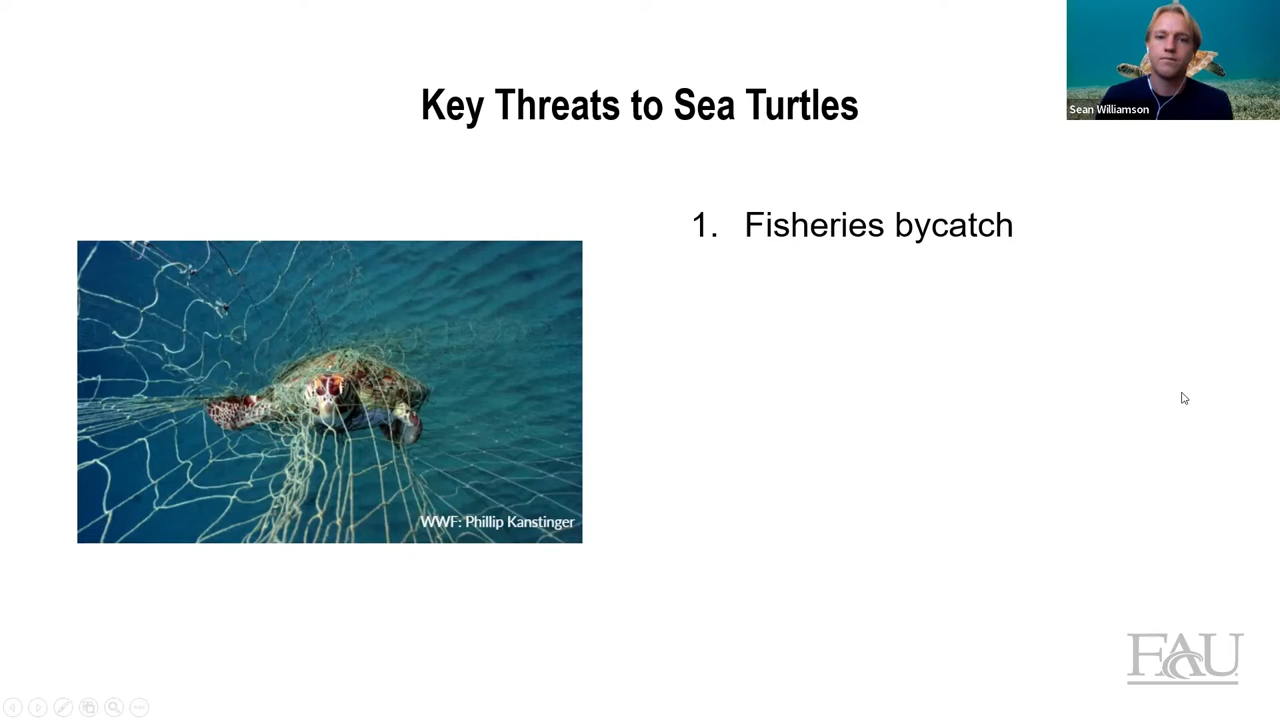 Sean Williamson
Key Threats to Sea Turtles
1. Fisheries bycatch
WWF: Phillip Kanstinger
FAU